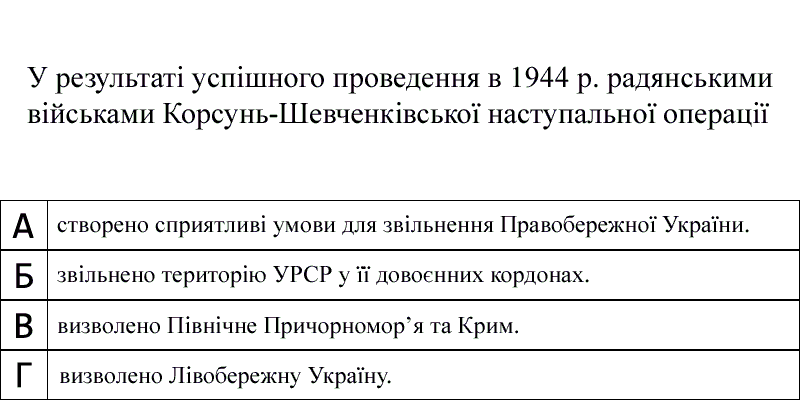 У результаті успішного проведення в 1944 р. радянськими
військами Корсунь-Шевченківської наступальної операції
А створено сприятливі умови для звільнення Правобережної України.
Б звільнено територію УРСР у її довоєнних кордонах.
В визволено Північне Причорномор’я та Крим.
Г визволено Лівобережну Україну.